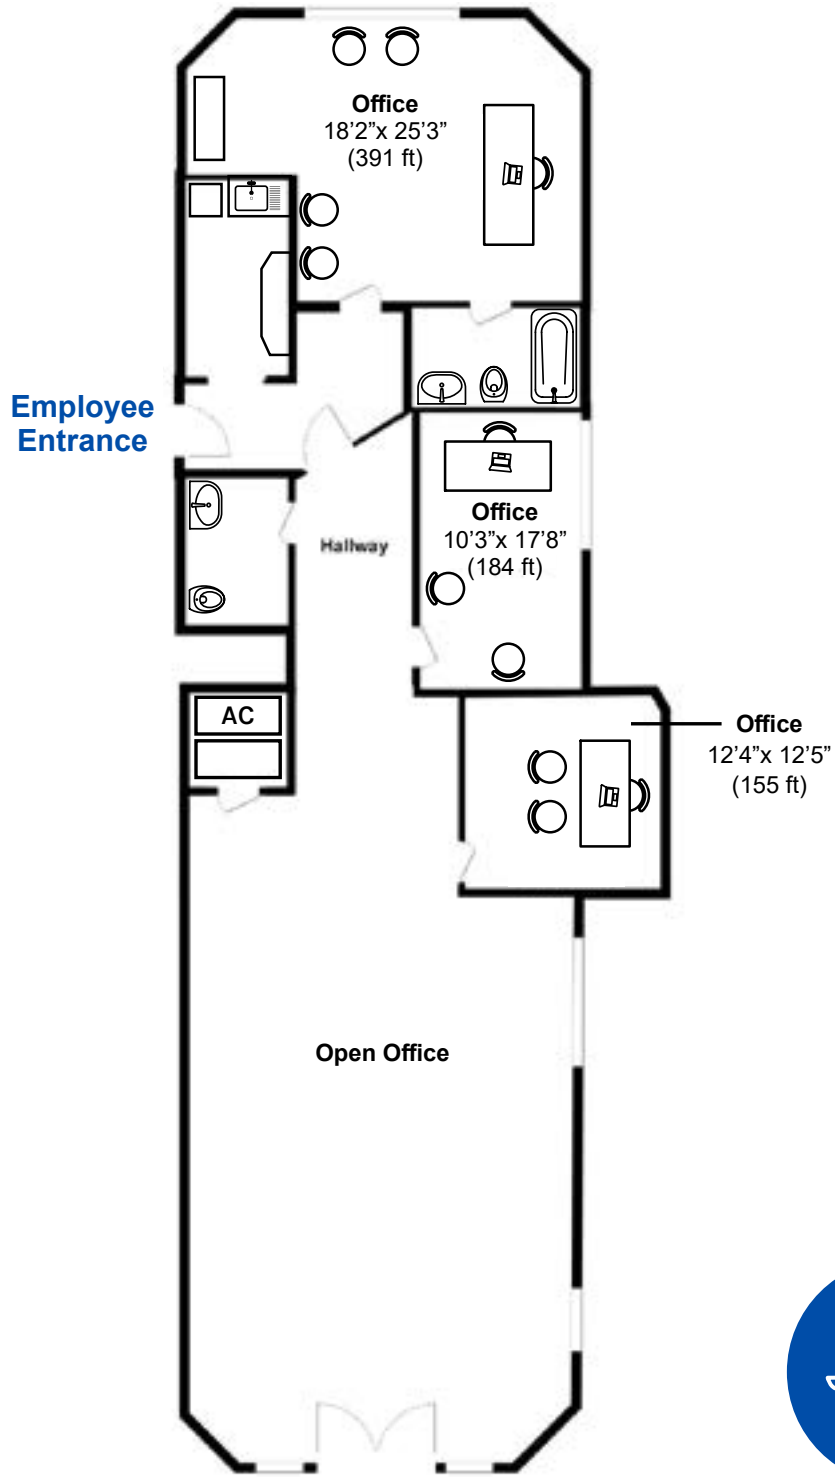 Office
18’2”x 25’3”
(391 ft)
Employee
Entrance
Office
10’3”x 17’8”
(184 ft)
Hallway
AC
Office
12’4”x 12’5”
(155 ft)
Open Office